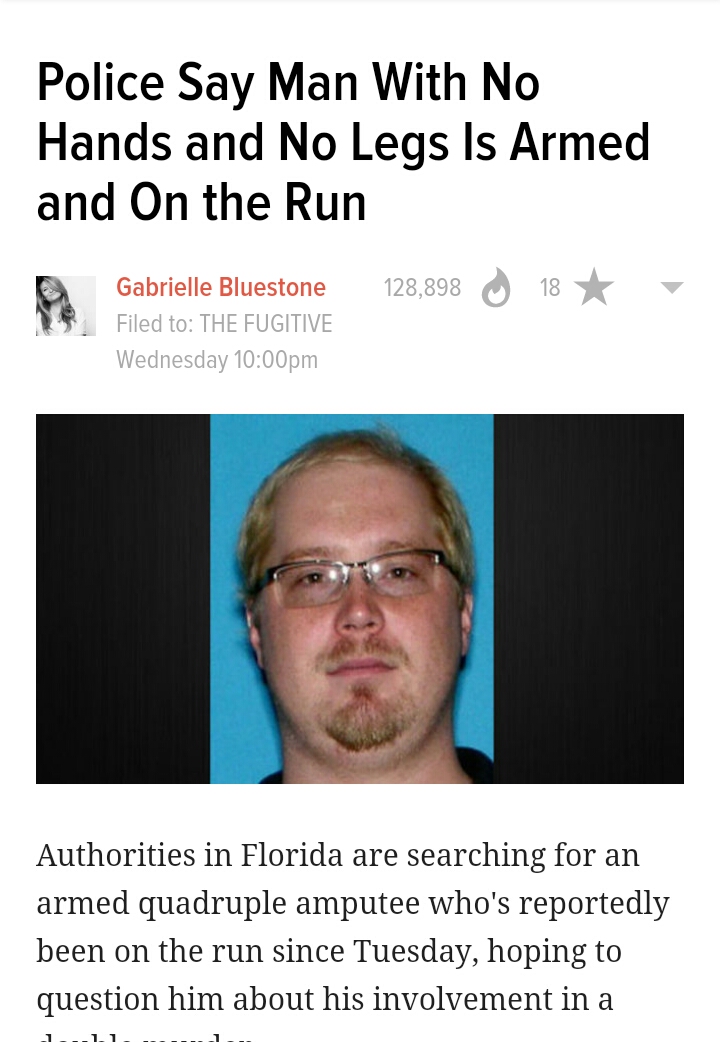 Police Say Man With No
Hands and No Legs Is Armed
and On the Run
Gabrielle Bluestone 128,898 18
Filed to: THE FUGITIVE
Wednesday 10:00pm
Authorities in Florida are searching for an
armed quadruple amputee who's reportedly
been on the run since Tuesday, hoping to
question him about his involvement in a
double murder